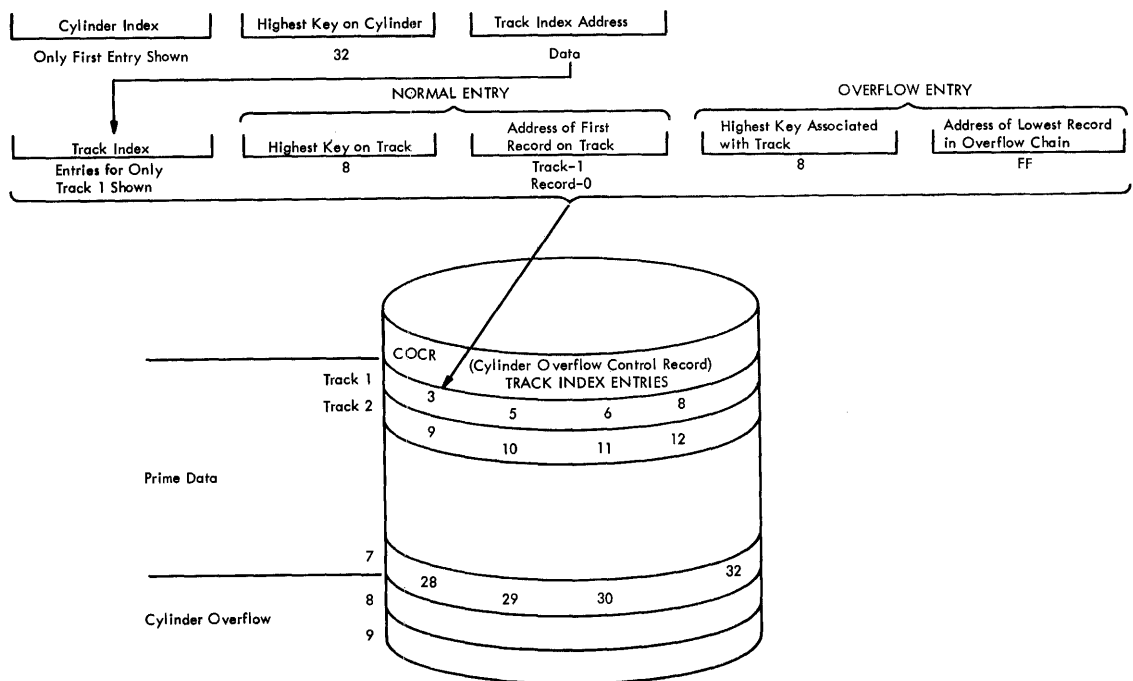 Cylinder Index
Highest Key on Cylinder
Track Index Address
Only First Entry Shown
32
Data
NORMAL ENTRY
OVERFLOW ENTRY
Track Index
Highest Key on Track
Address of First
Record on Track
Highest Key Associated
with Track
Address of Lowest Record
in Overflow Chain
Entries for Only
Track 1 Shown
8
Track-1
Record-0
8
FF
COCR
(Cylinder Overflow Control Record)
TRACK INDEX ENTRIES
Track 1
3 5 6 8
Track 2
9 10 11 12
Prime Data
7
28 29 30 32
8
Cylinder Overflow
9